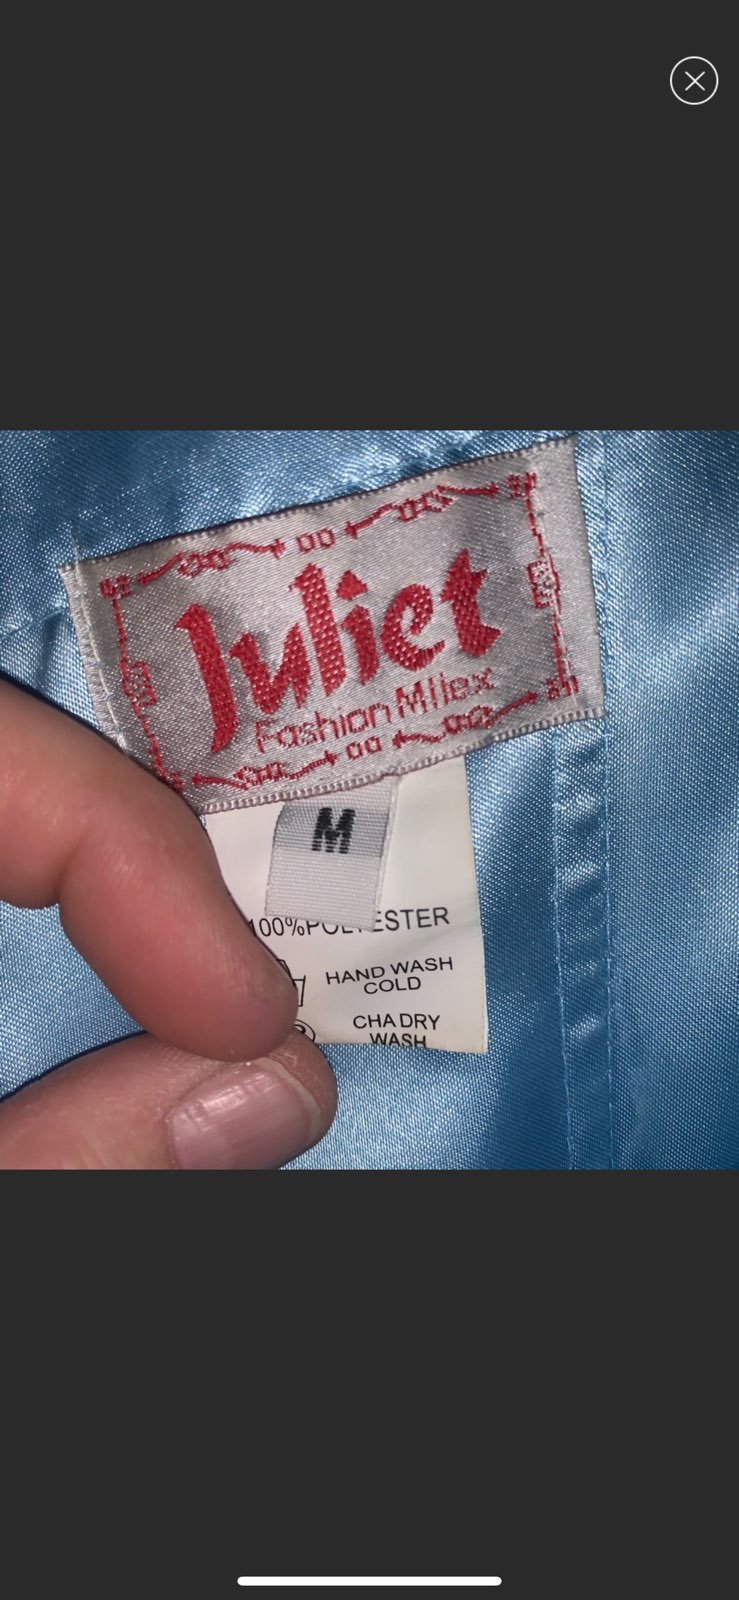 Juliet
Fashion Mliex
M
100%POLYESTER
HAND WASH
COLD
CHA DRY
WASH